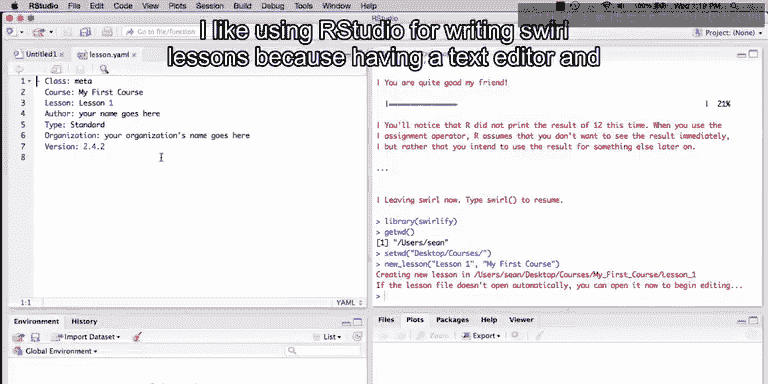 RStudio File Edit Code View Plots Session Build Debug Tools Window Help 100% Wed 7:19 PM
RStudio
I like using RStudio for writing swirl
lessons because having a text editor and
Go to file/function
Project: (None)
Untitled1 lesson.yaml
1 - Class: meta
2 Course: My First Course
3 Lesson: Lesson 1
4 Author: your name goes here
5 Type: Standard
6 Organization: your organization's name goes here
7 Version: 2.4.2
8
1:1 YAML
| You are quite good my friend!
| 21%
| You'll notice that R did not print the result of 12 this time. When you use the
| assignment operator, R assumes that you don't want to see the result immediately,
| but rather that you intend to use the result for something else later on.
...
| Leaving swirl now. Type swirl() to resume.
> library(swirlify)
> getwd()
[1] "/Users/sean"
> setwd("Desktop/Courses/")
> new_lesson("Lesson 1", "My First Course")
Creating new lesson in /Users/sean/Desktop/Courses/My_First_Course/Lesson_1
If the lesson file doesn't open automatically, you can open it now to begin editing...
>
Environment History
Import Dataset List
Global Environment
Files Plots Packages Help Viewer
Zoom Export